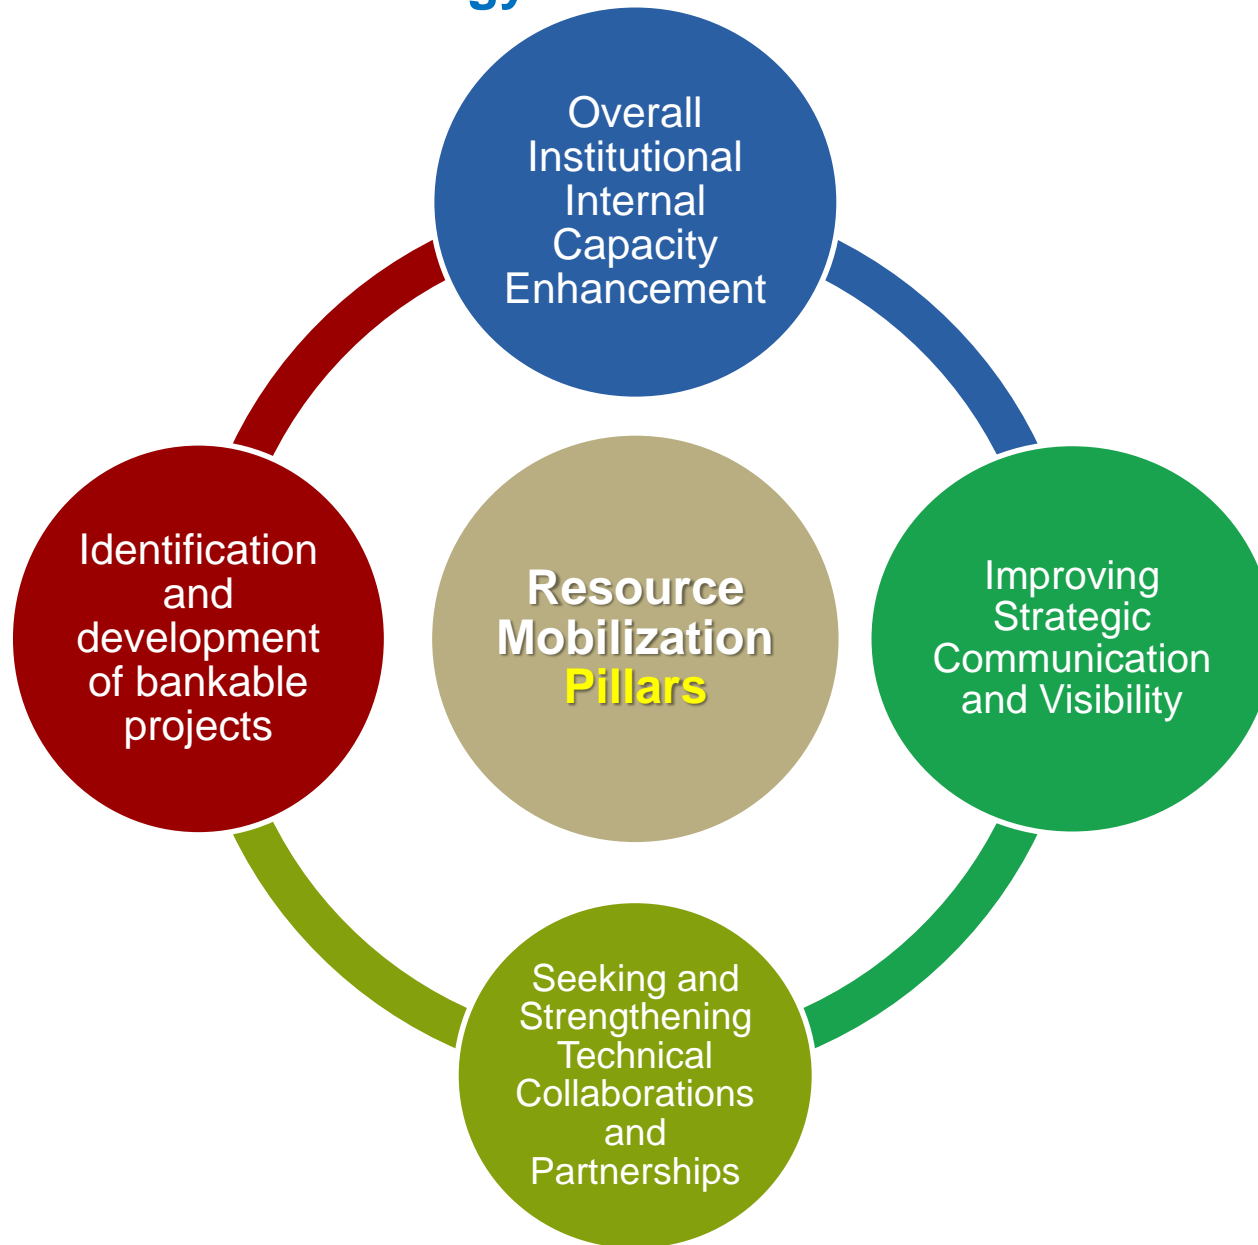 Overall
Institutional
Internal
Capacity
Enhancement
Identification
and
development
of bankable
projects
Resource
Mobilization
Pillars
Improving
Strategic
Communication
and Visibility
Seeking and
Strengthening
Technical
Collaborations
and
Partnerships